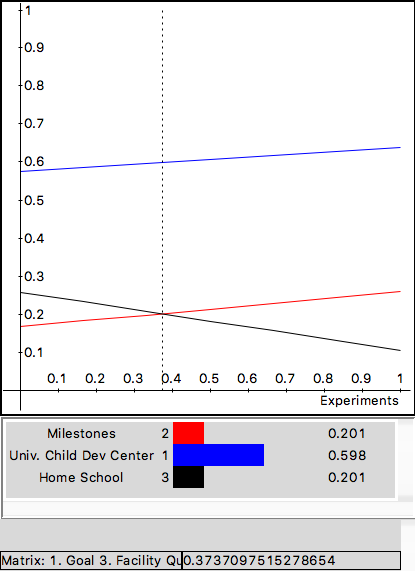 1
0.9
0.8
0.7
0.6
0.5
0.4
0.3
0.2
0.1
0.1 0.2 0.3 0.4 0.5 0.6 0.7 0.8 0.9 1
Experiments
Milestones 2 0.201
Univ. Child Dev Center 1 0.598
Home School 3 0.201
Matrix: 1. Goal 3. Facility Qu 0.3737097515278654